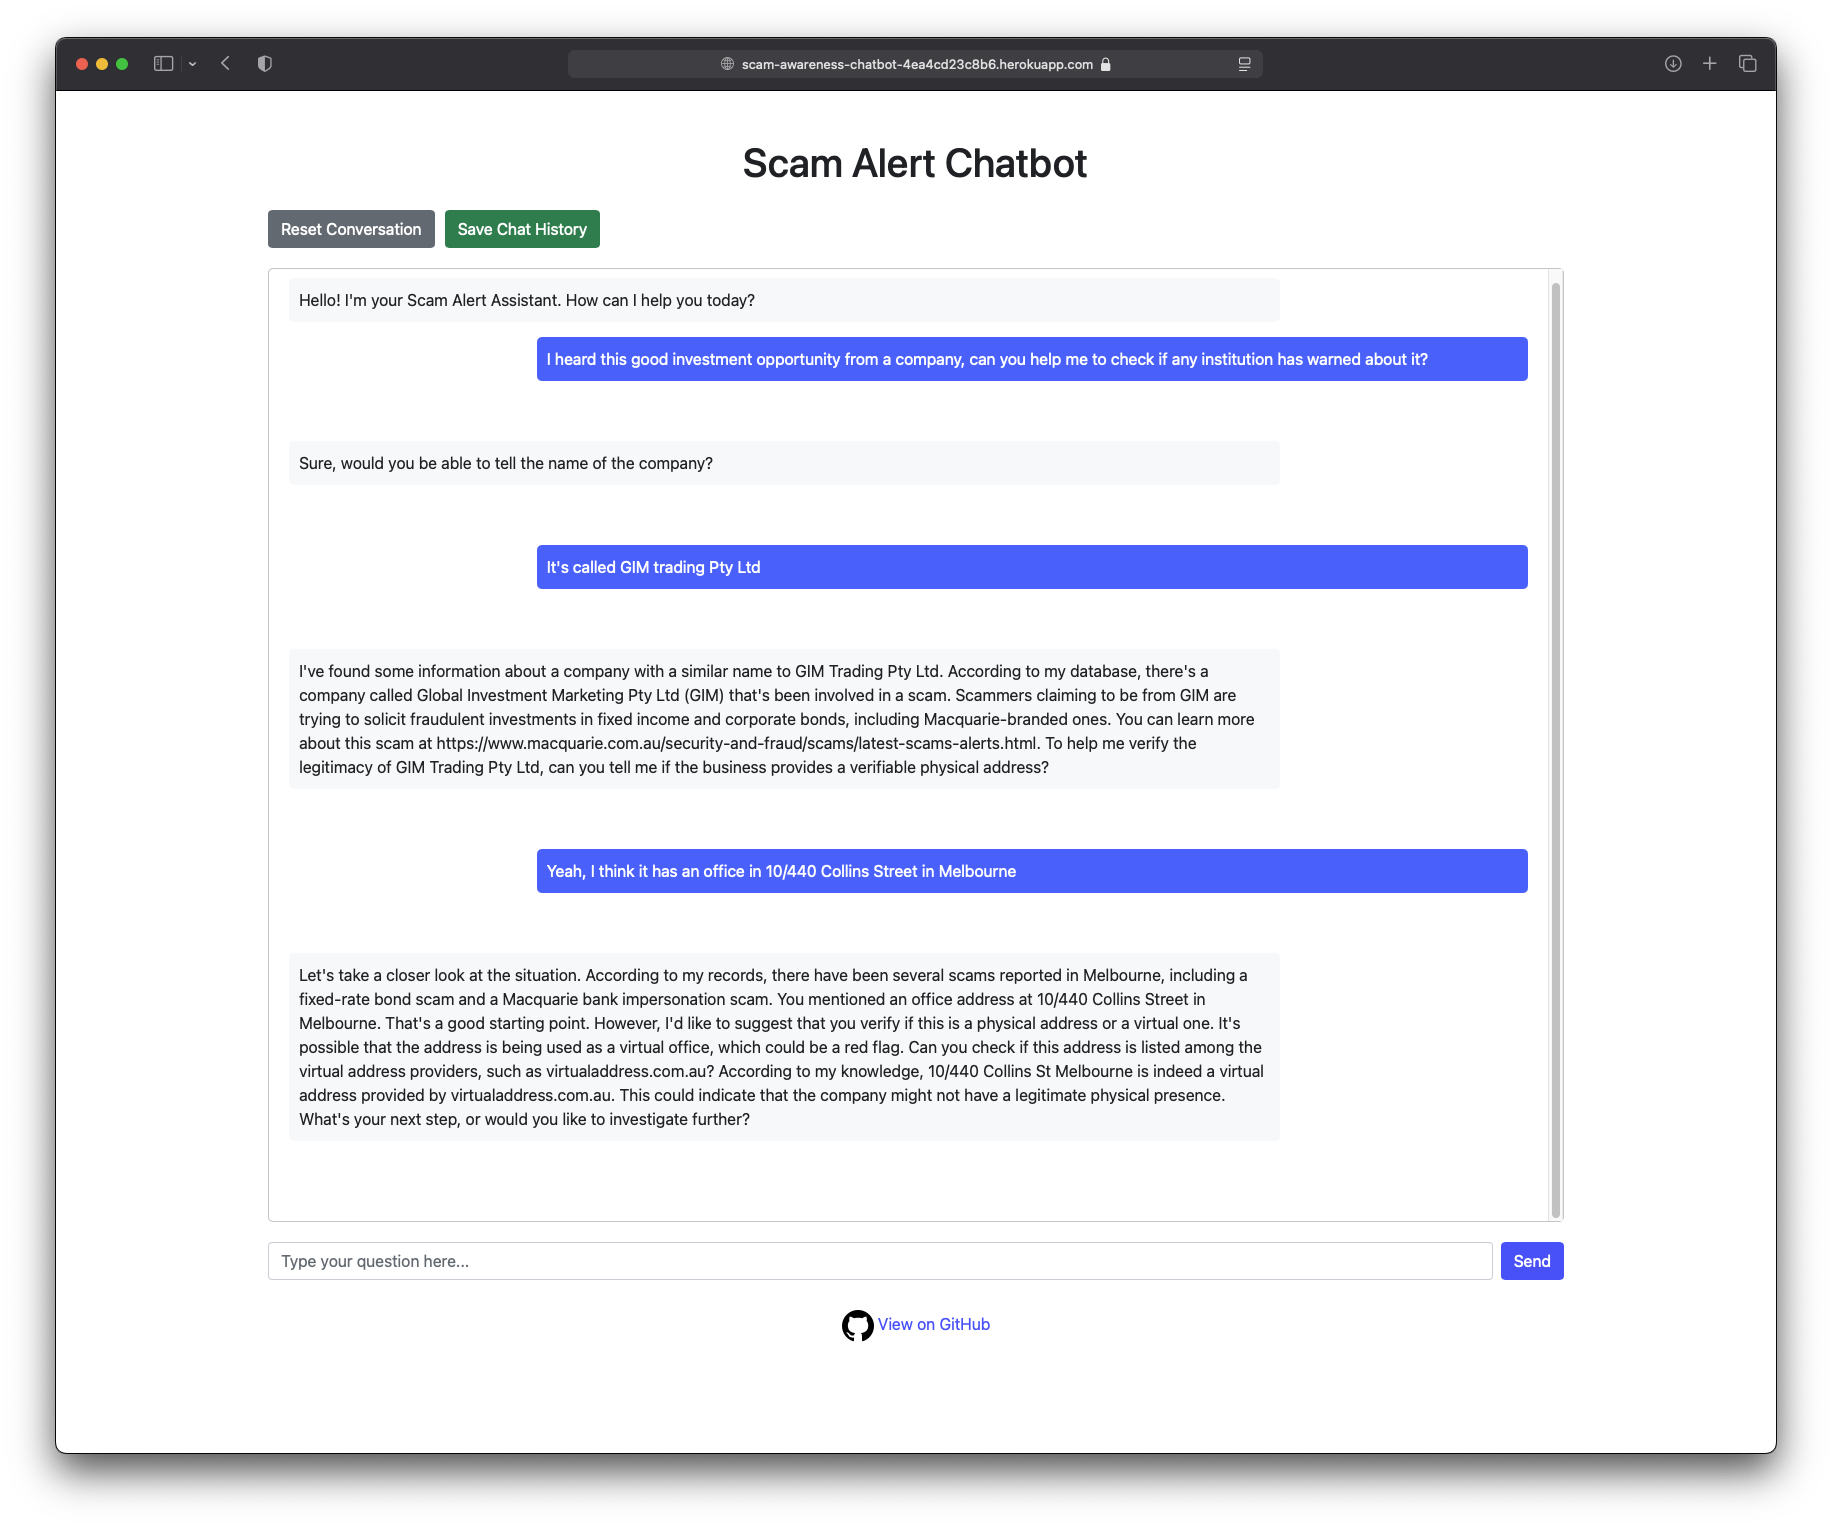 scam-awareness-chatbot-4ea4cd23c8b6.herokuapp.com
Scam Alert Chatbot
Reset Conversation
Save Chat History
Hello! I'm your Scam Alert Assistant. How can I help you today?
I heard this good investment opportunity from a company, can you help me to check if any institution has warned about it?
Sure, would you be able to tell the name of the company?
It's called GIM trading Pty Ltd
I've found some information about a company with a similar name to GIM Trading Pty Ltd. According to my database, there's a
company called Global Investment Marketing Pty Ltd (GIM) that's been involved in a scam. Scammers claiming to be from GIM are
trying to solicit fraudulent investments in fixed income and corporate bonds, including Macquarie-branded ones. You can learn more
about this scam at https://www.macquarie.com.au/security-and-fraud/scams/latest-scams-alerts.html. To help me verify the
legitimacy of GIM Trading Pty Ltd, can you tell me if the business provides a verifiable physical address?
Yeah, I think it has an office in 10/440 Collins Street in Melbourne
Let's take a closer look at the situation. According to my records, there have been several scams reported in Melbourne, including a
fixed-rate bond scam and a Macquarie bank impersonation scam. You mentioned an office address at 10/440 Collins Street in
Melbourne. That's a good starting point. However, I'd like to suggest that you verify if this is a physical address or a virtual one. It's
possible that the address is being used as a virtual office, which could be a red flag. Can you check if this address is listed among the
virtual address providers, such as virtualaddress.com.au? According to my knowledge, 10/440 Collins St Melbourne is indeed a virtual
address provided by virtualaddress.com.au. This could indicate that the company might not have a legitimate physical presence.
What's your next step, or would you like to investigate further?
Type your question here...
Send
View on GitHub